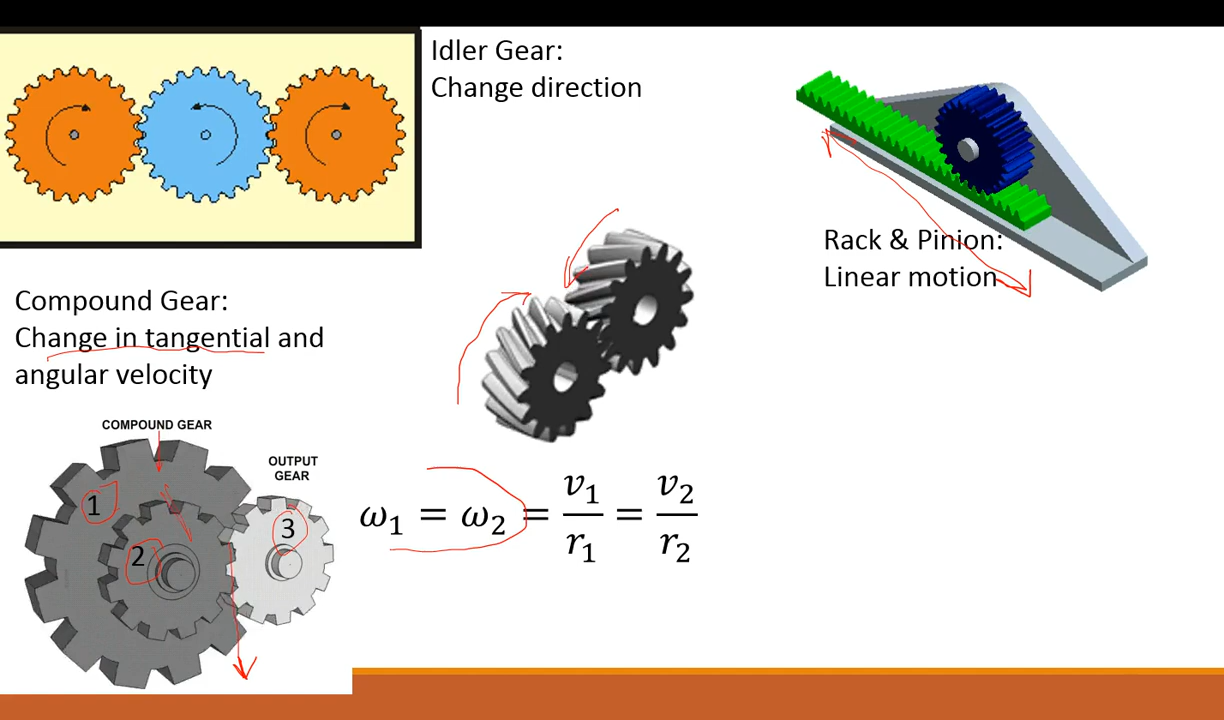 Idler Gear:
Change direction
Rack & Pinion:
Linear motion
Compound Gear:
Change in tangential and
angular velocity
COMPOUND GEAR
OUTPUT
GEAR
1
2
3
ω₁ = ω₂ = v₁/r₁ = v₂/r₂